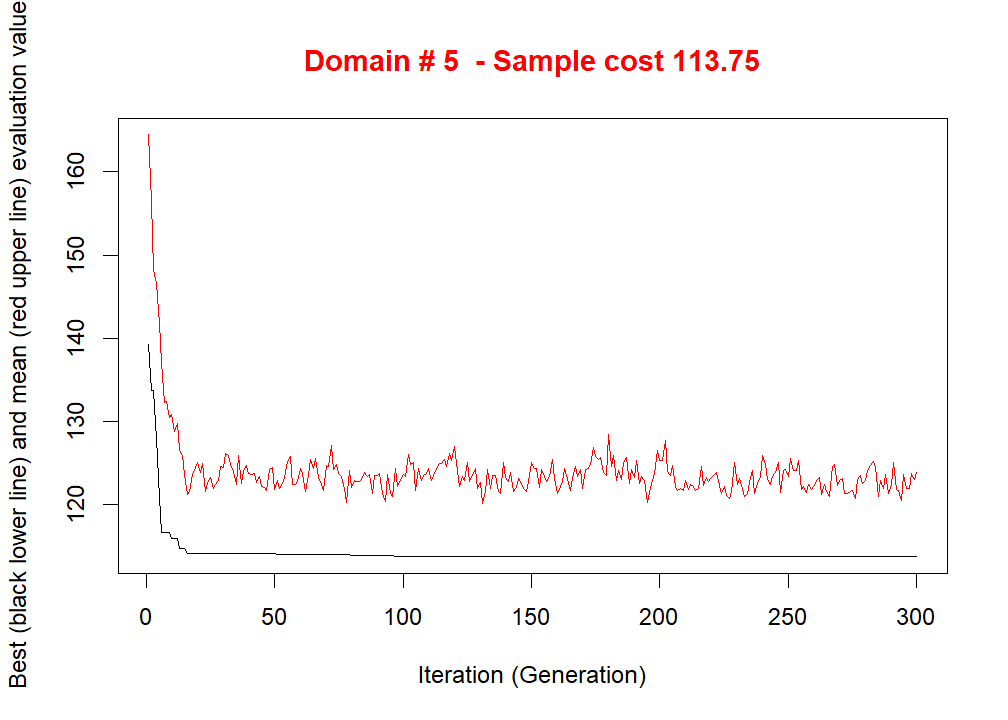 Domain # 5  - Sample cost 113.75
Best (black lower line) and mean (red upper line) evaluation value
160
150
140
130
120
0 50 100 150 200 250 300
Iteration (Generation)